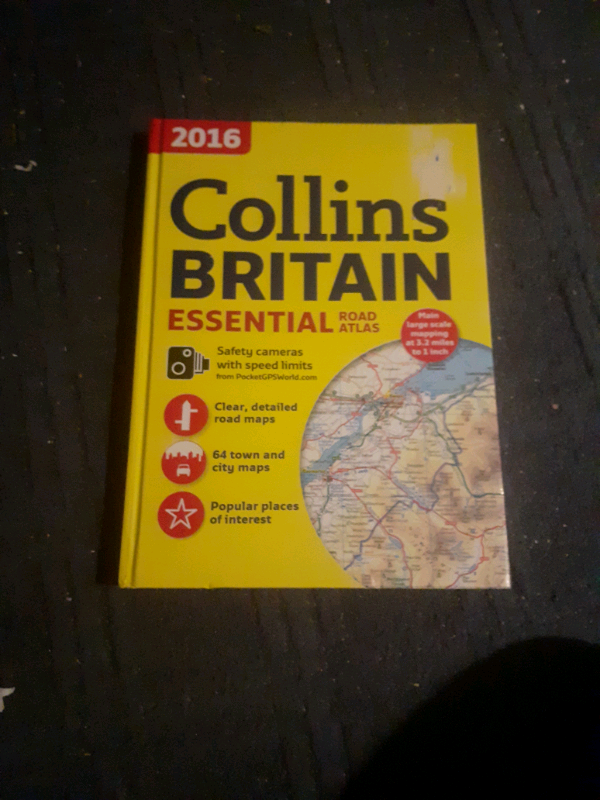 2016
Collins
BRITAIN
ESSENTIAL ROAD
ATLAS
Main
large scale
mapping
at 3.2 miles
to 1 inch
Safety cameras
with speed limits
from PocketGPSWorld.com
Clear, detailed
road maps
64 town and
city maps
Popular places
of interest